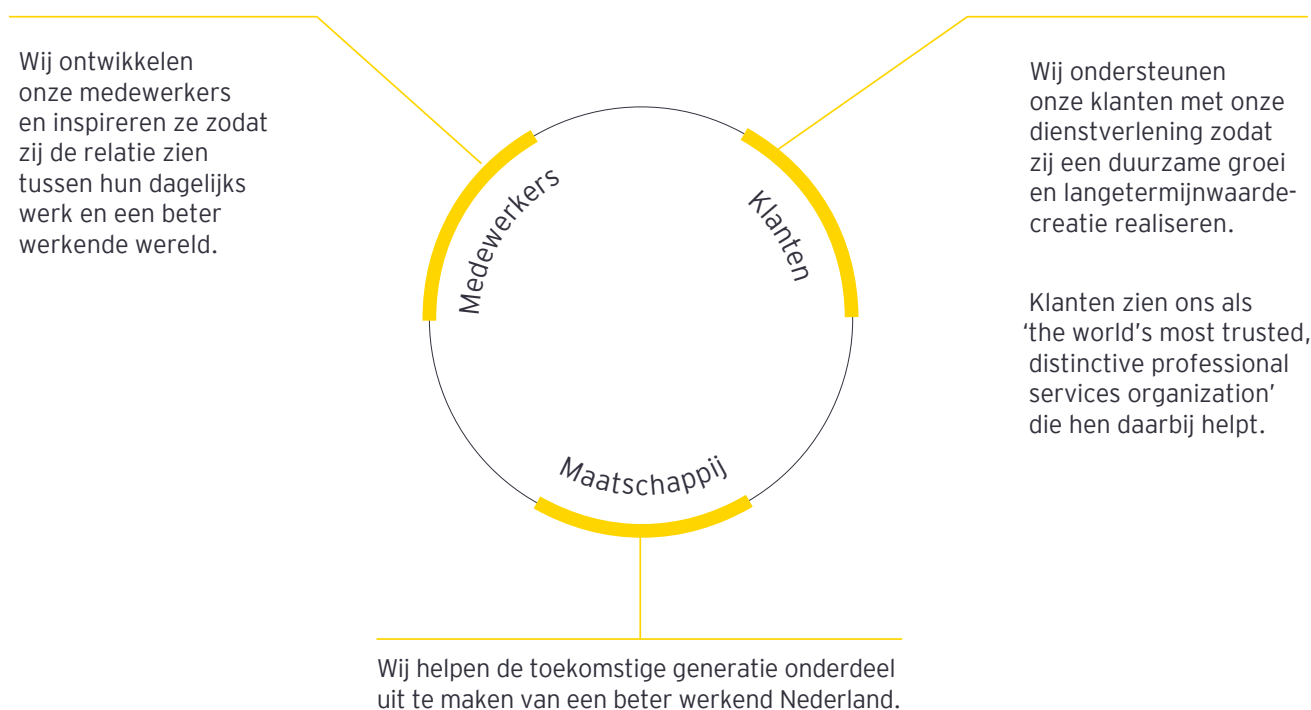 Wij ontwikkelen
onze medewerkers
en inspireren ze zodat
zij de relatie zien
tussen hun dagelijks
werk en een beter
werkende wereld.
Medewerkers
Klanten
Wij ondersteunen
onze klanten met onze
dienstverlening zodat
zij een duurzame groei
en langetermijnwaarde-
creatie realiseren.
Klanten zien ons als
‘the world’s most trusted,
distinctive professional
services organization’
die hen daarbij helpt.
Maatschappij
Wij helpen de toekomstige generatie onderdeel
uit te maken van een beter werkend Nederland.